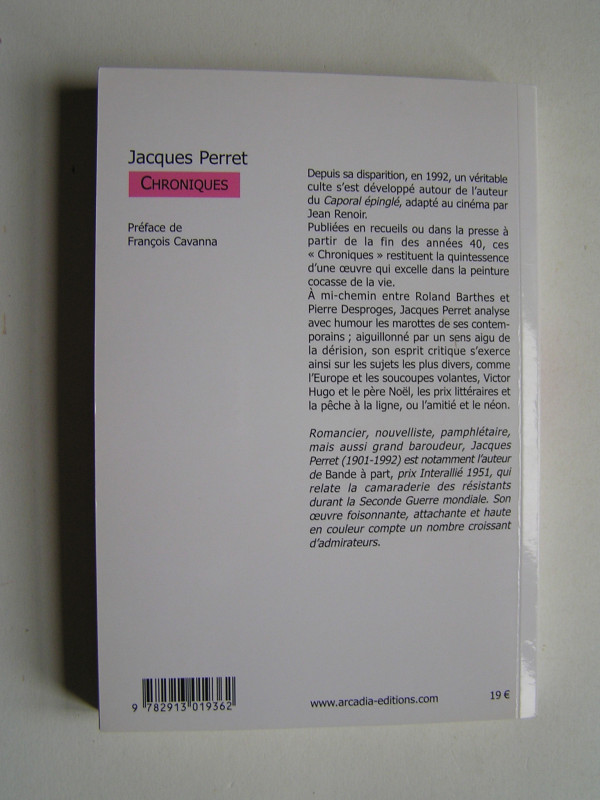 Jacques Perret
CHRONIQUES
Préface de
François Cavanna
Depuis sa disparition, en 1992, un véritable
culte s'est développé autour de l'auteur
du Caporal épinglé, adapté au cinéma par
Jean Renoir.
Publiées en recueils ou dans la presse à
partir de la fin des années 40, ces
« Chroniques » restituent la quintessence
d'une œuvre qui excelle dans la peinture
cocasse de la vie.
À mi-chemin entre Roland Barthes et
Pierre Desproges, Jacques Perret analyse
avec humour les marottes de ses contem-
porains ; aiguillonné par un sens aigu de
la dérision, son esprit critique s'exerce
ainsi sur les sujets les plus divers, comme
l'Europe et les soucoupes volantes, Victor
Hugo et le père Noël, les prix littéraires et
la pêche à la ligne, ou l'amitié et le néon.
Romancier, nouvelliste, pamphlétaire,
mais aussi grand baroudeur, Jacques
Perret (1901-1992) est notamment l'auteur
de Bande à part, prix Interallié 1951, qui
relate la camaraderie des résistants
durant la Seconde Guerre mondiale. Son
œuvre foisonnante, attachante et haute
en couleur compte un nombre croissant
d'admirateurs.
9 782913 019362
www.arcadia-editions.com
19 €